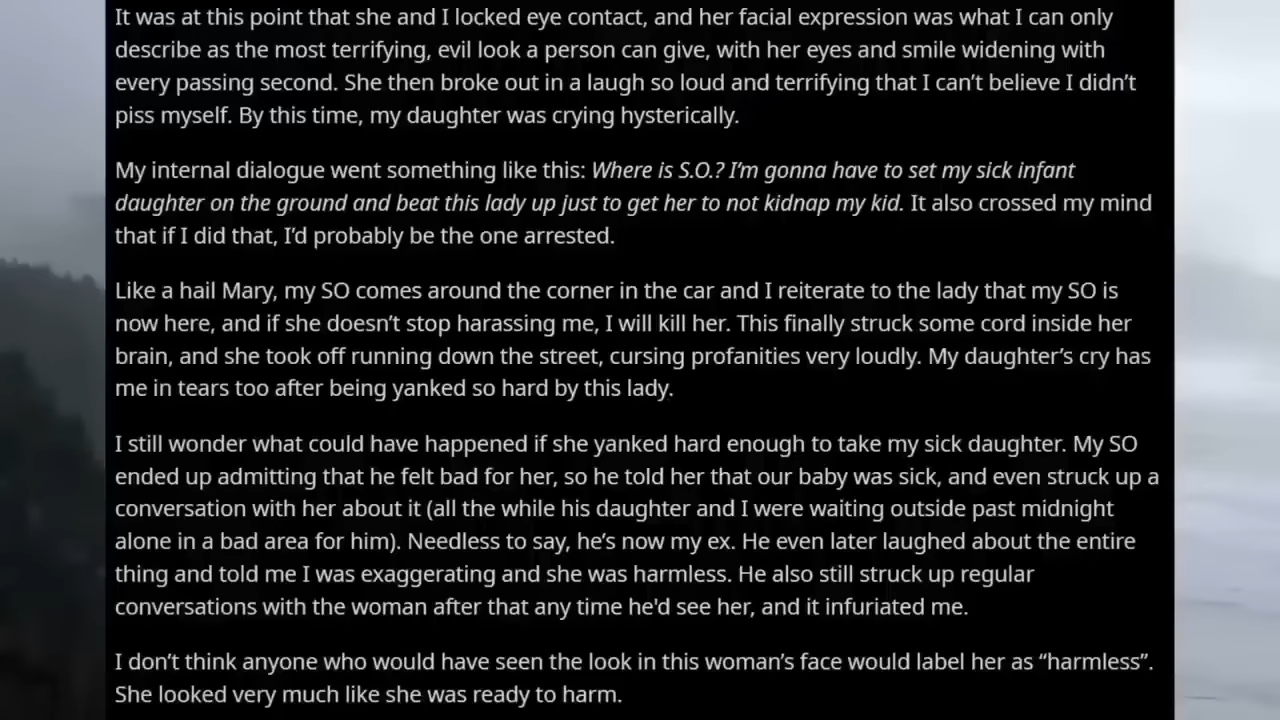 It was at this point that she and I locked eye contact, and her facial expression was what I can only
describe as the most terrifying, evil look a person can give, with her eyes and smile widening with
every passing second. She then broke out in a laugh so loud and terrifying that I can’t believe I didn’t
piss myself. By this time, my daughter was crying hysterically.
My internal dialogue went something like this: Where is S.O.? I’m gonna have to set my sick infant
daughter on the ground and beat this lady up just to get her to not kidnap my kid. It also crossed my mind
that if I did that, I’d probably be the one arrested.
Like a hail Mary, my SO comes around the corner in the car and I reiterate to the lady that my SO is
now here, and if she doesn’t stop harassing me, I will kill her. This finally struck some cord inside her
brain, and she took off running down the street, cursing profanities very loudly. My daughter’s cry has
me in tears too after being yanked so hard by this lady.
I still wonder what could have happened if she yanked hard enough to take my sick daughter. My SO
ended up admitting that he felt bad for her, so he told her that our baby was sick, and even struck up a
conversation with her about it (all the while his daughter and I were waiting outside past midnight
alone in a bad area for him). Needless to say, he’s now my ex. He even later laughed about the entire
thing and told me I was exaggerating and she was harmless. He also still struck up regular
conversations with the woman after that any time he'd see her, and it infuriated me.
I don’t think anyone who would have seen the look in this woman’s face would label her as “harmless”.
She looked very much like she was ready to harm.